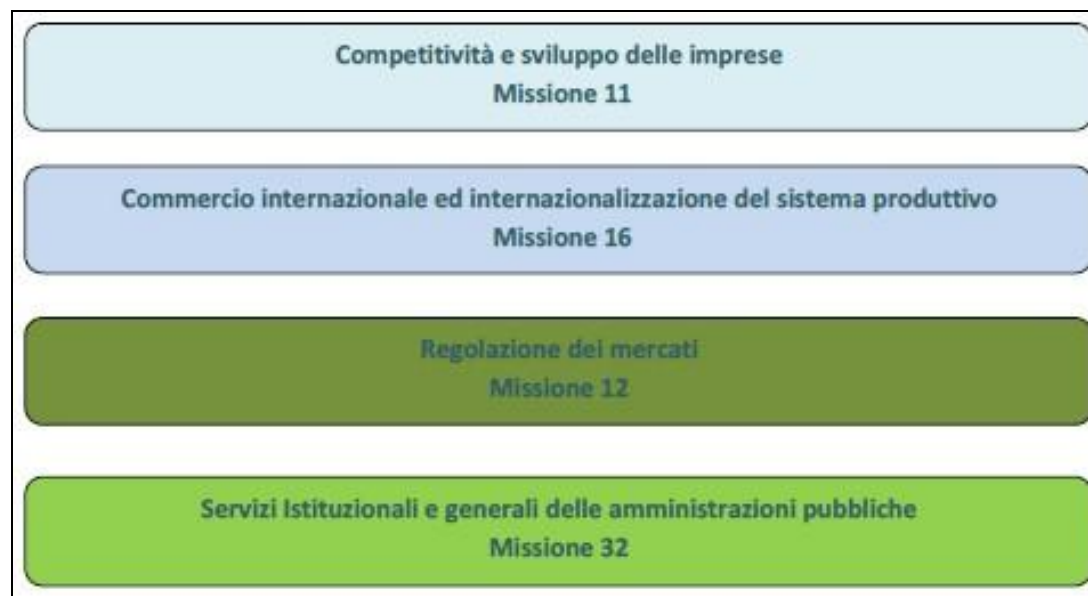 Competitività e sviluppo delle imprese
Missione 11
Commercio internazionale ed internazionalizzazione del sistema produttivo
Missione 16
Regolazione dei mercati
Missione 12
Servizi Istituzionali e generali delle amministrazioni pubbliche
Missione 32